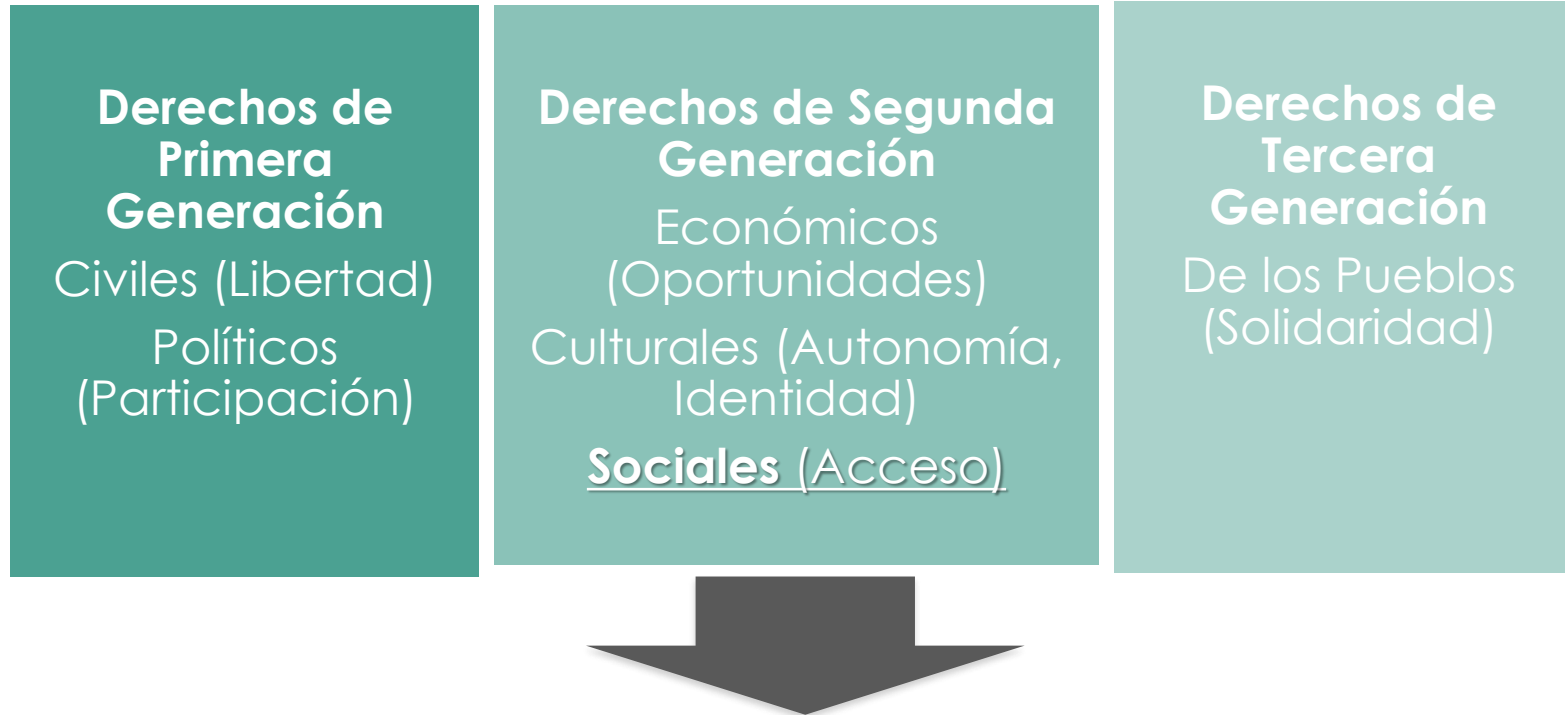 Derechos de
Primera
Generación
Civiles (Libertad)
Políticos
(Participación)
Derechos de Segunda
Generación
Económicos
(Oportunidades)
Culturales (Autonomía,
Identidad)
Sociales (Acceso)
Derechos de
Tercera
Generación
De los Pueblos
(Solidaridad)